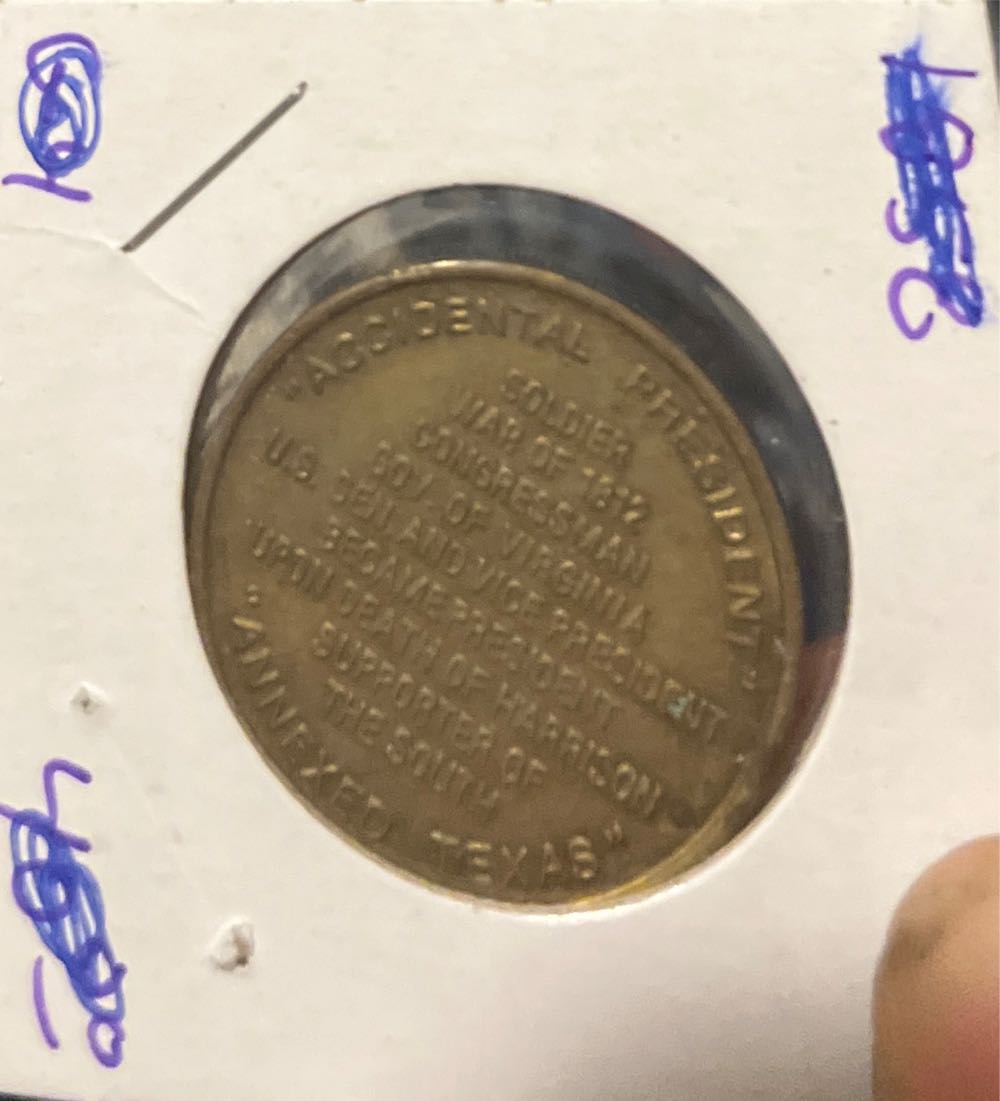 "ACCIDENTAL PRESIDENT"
SOLDIER
WAR OF 1812
CONGRESSMAN
GOV. OF VIRGINIA
U.S. SEN. AND VICE PRESIDENT
BECAME PRESIDENT
UPON DEATH OF HARRISON
SUPPORTER OF
THE SOUTH
"ANNEXED TEXAS"